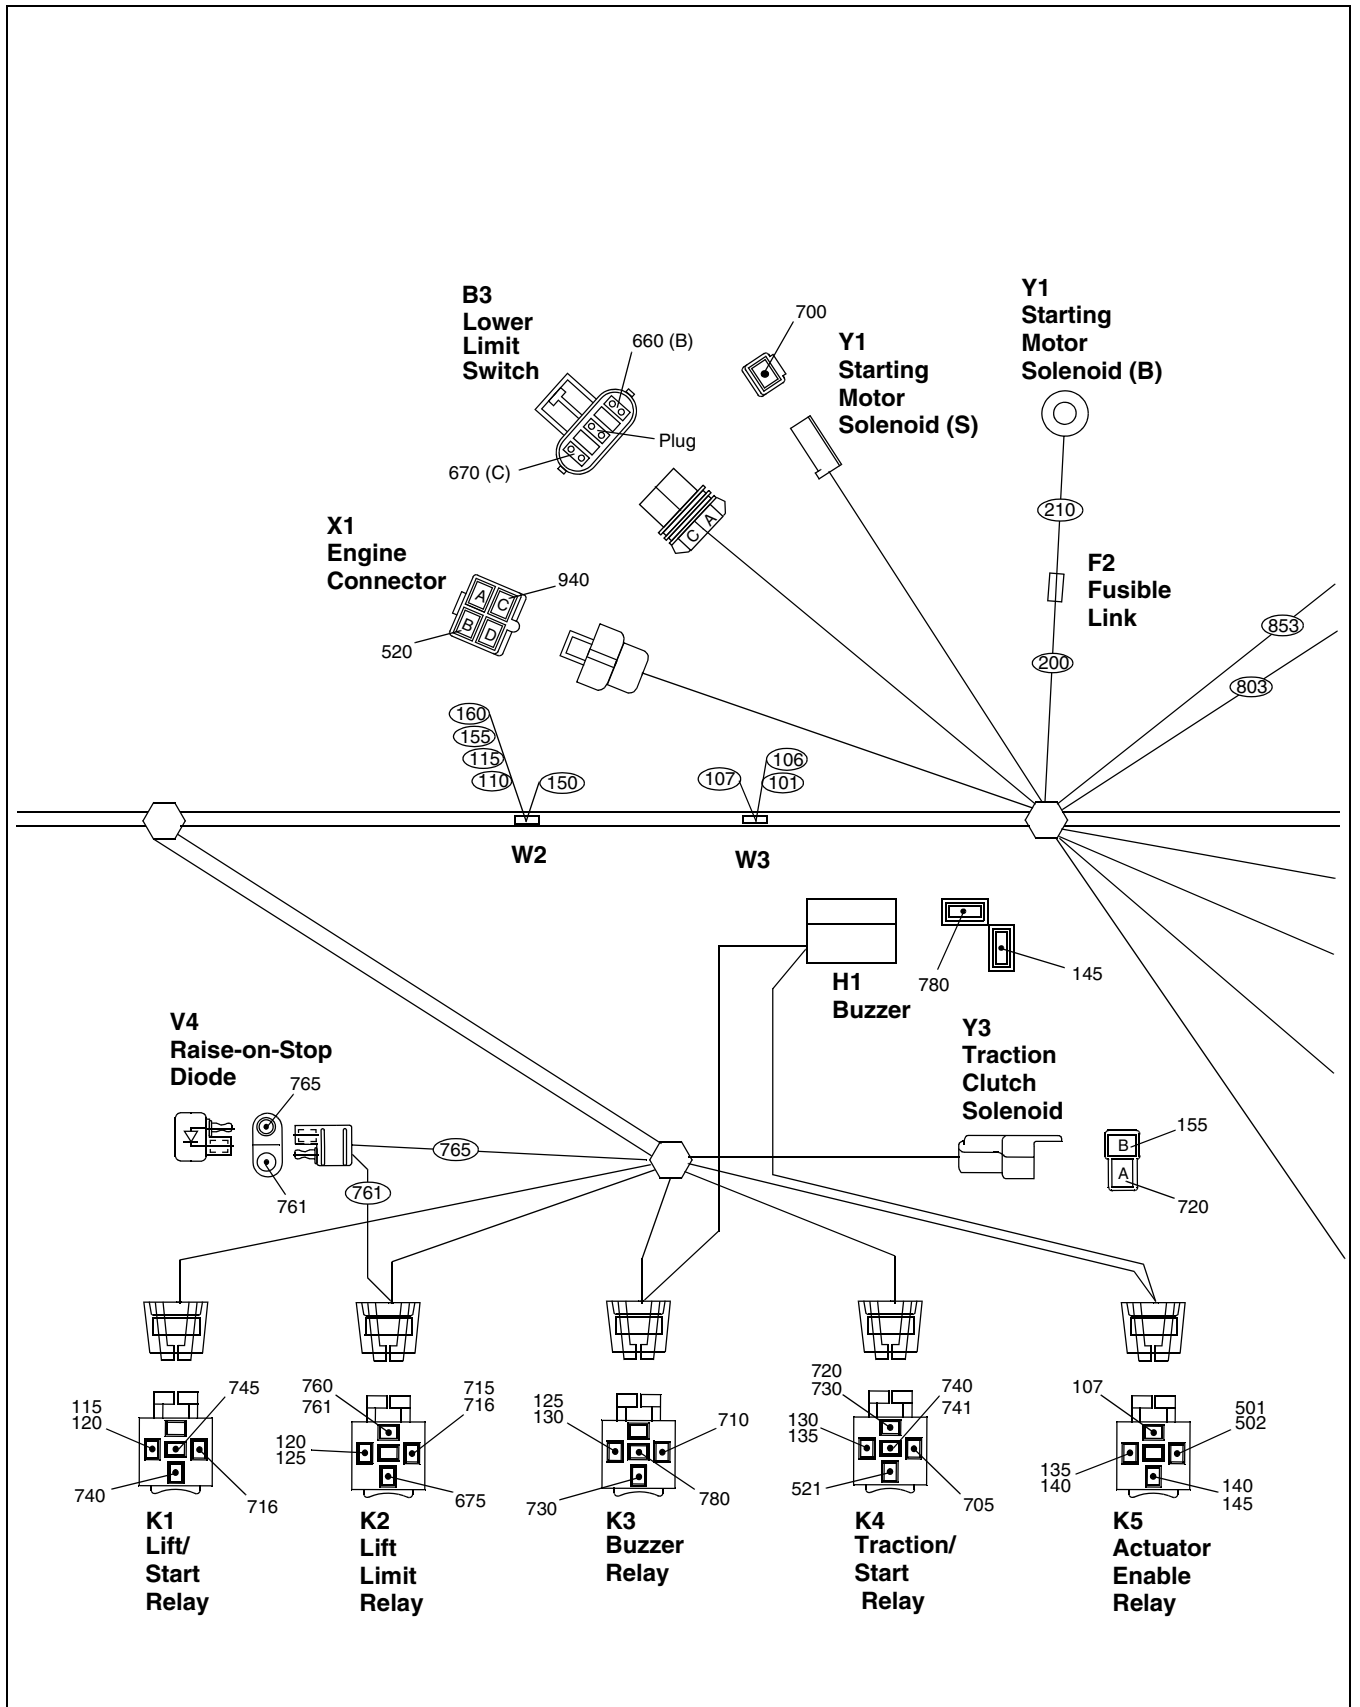 B3
Lower
Limit
Switch
660 (B)
Plug
670 (C)
700
Y1
Starting
Motor
Solenoid (S)
Y1
Starting
Motor
Solenoid (B)
210
F2
Fusible
Link
200
853
803
C
A
X1
Engine
Connector
940
A
C
B
D
520
160
155
115
110
150
W2
107
106
101
W3
H1
Buzzer
780
145
V4
Raise-on-Stop
Diode
765
761
765
761
Y3
Traction
Clutch
Solenoid
155
B
A
720
115
120
745
740
716
K1
Lift/
Start
Relay
760
761
715
716
120
125
675
K2
Lift
Limit
Relay
125
130
710
730
780
K3
Buzzer
Relay
720
730
740
741
130
135
521
705
K4
Traction/
Start
Relay
107
501
502
135
140
140
145
K5
Actuator
Enable
Relay